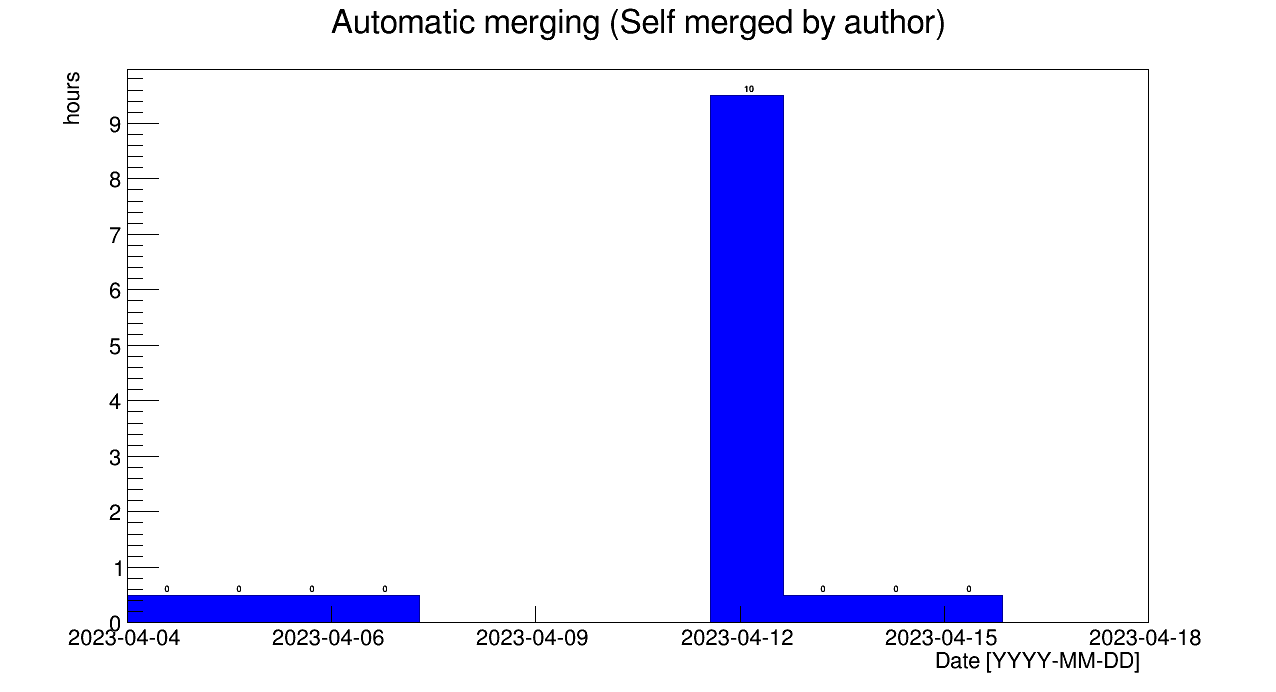 Automatic merging (Self merged by author)
hours
10
9
8
7
6
5
4
3
2
1
0 0 0 0 0 0 0
0
2023-04-04 2023-04-06 2023-04-09 2023-04-12 2023-04-15 2023-04-18
Date [YYYY-MM-DD]